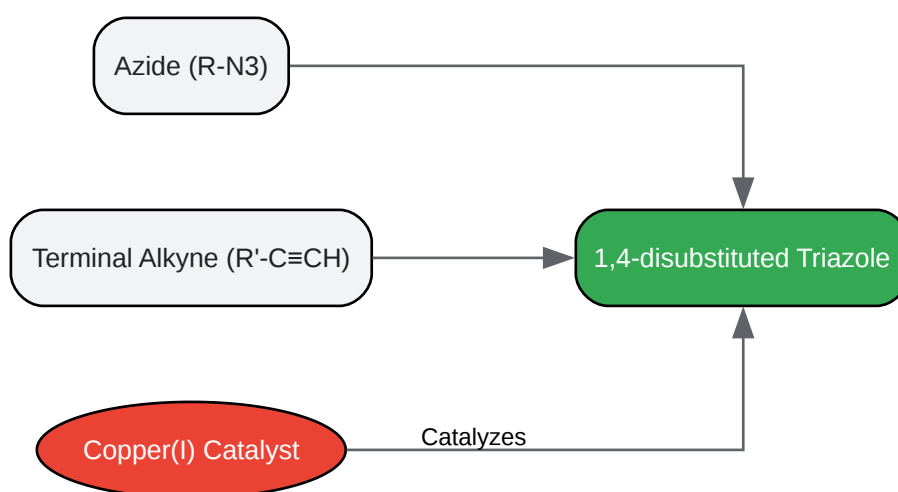 Azide (R-N3)
Terminal Alkyne (R'-C≡CH)
1,4-disubstituted Triazole
Copper(I) Catalyst
Catalyzes